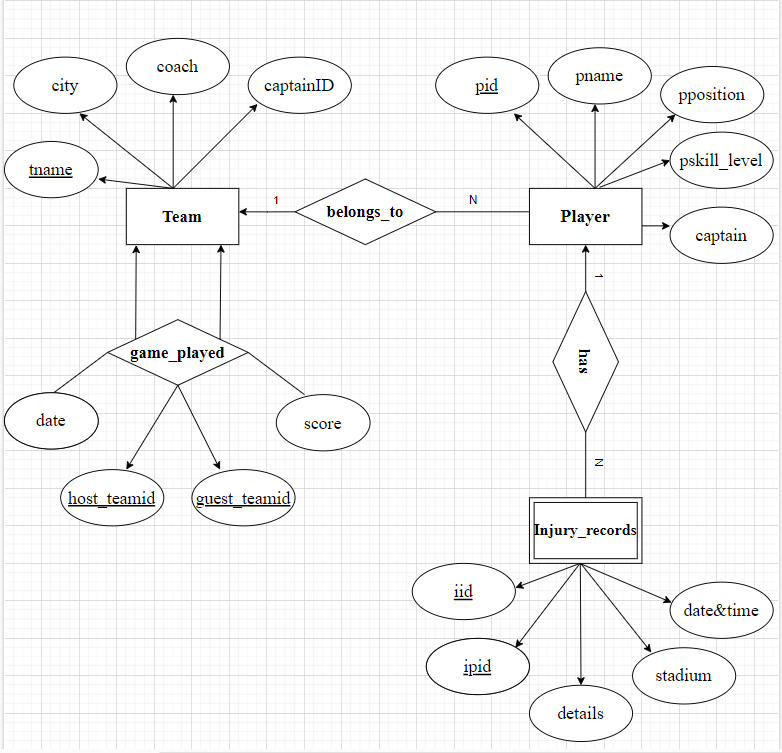 coach
city
captainID
tname
Team
pid
pname
pposition
pskill_level
captain
Player
1
belongs_to
N
game_played
date
score
host_teamid
guest_teamid
1
has
N
Injury_records
iid
ipid
details
stadium
date&time